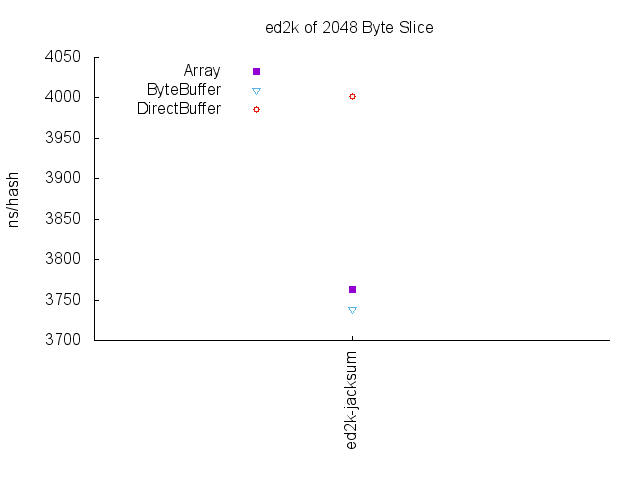 ed2k of 2048 Byte Slice
4050
4000
3950
3900
3850
3800
3750
3700
ns/hash
Array
ByteBuffer
DirectBuffer
ed2k-jacksum